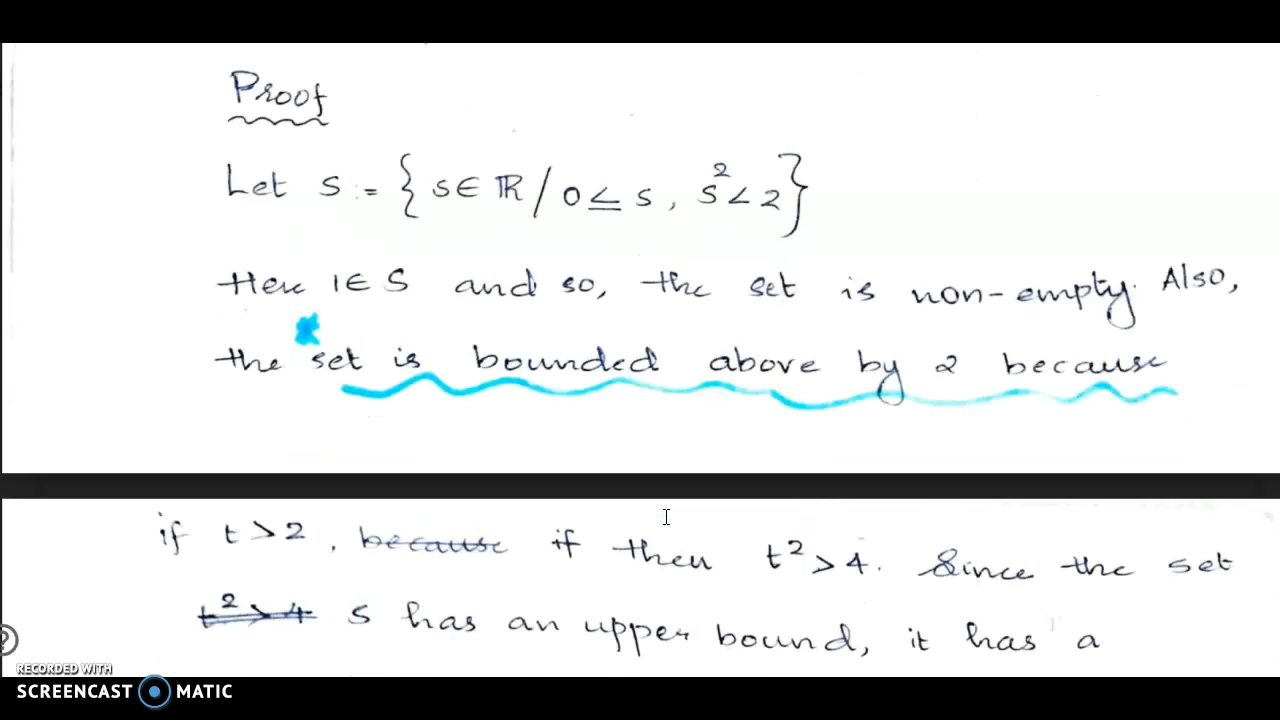 Proof
Let S := { s ∈ ℝ / 0 ≤ s , s² < 2 }
Here 1 ∈ S and so, the set is non-empty. Also,
the set is bounded above by 2 because
if t > 2 , because if then t² > 4. Since the set
t² > 4 S has an upper bound, it has a
RECORDED WITH
SCREENCAST MATIC